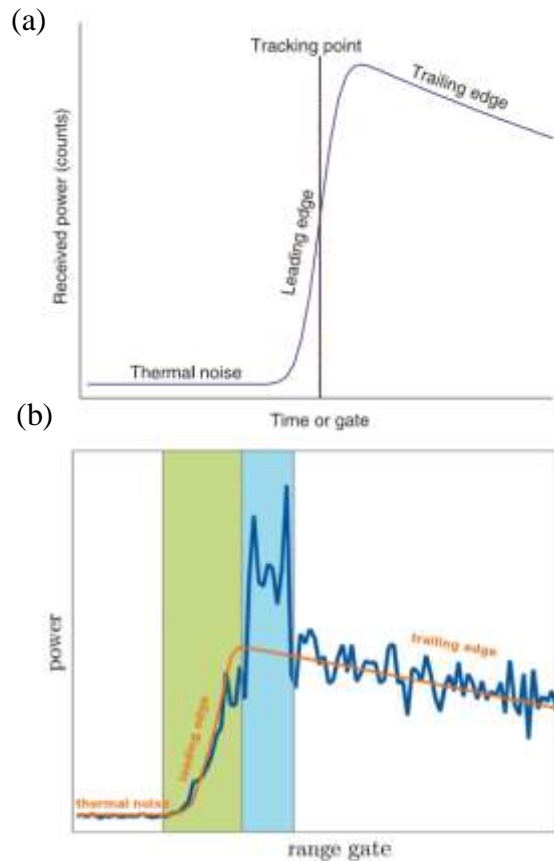 (a)
Tracking point
Trailing edge
Received power (counts)
Leading edge
Thermal noise
Time or gate
(b)
power
leading edge
trailing edge
thermal noise
range gate